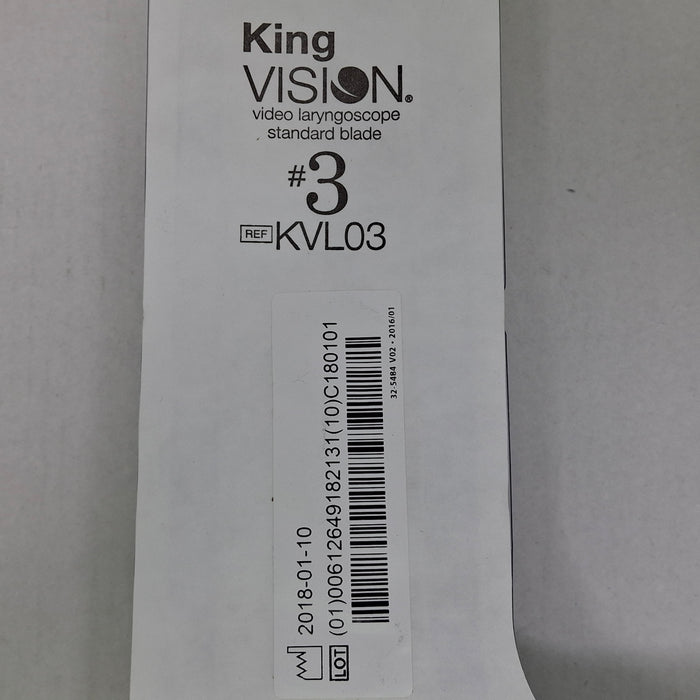 King
VISION®
video laryngoscope
standard blade
#3
REF KVL03
2018-01-10
LOT (01)00612649182131(10)C180101
32-5484 V02 - 2016/01